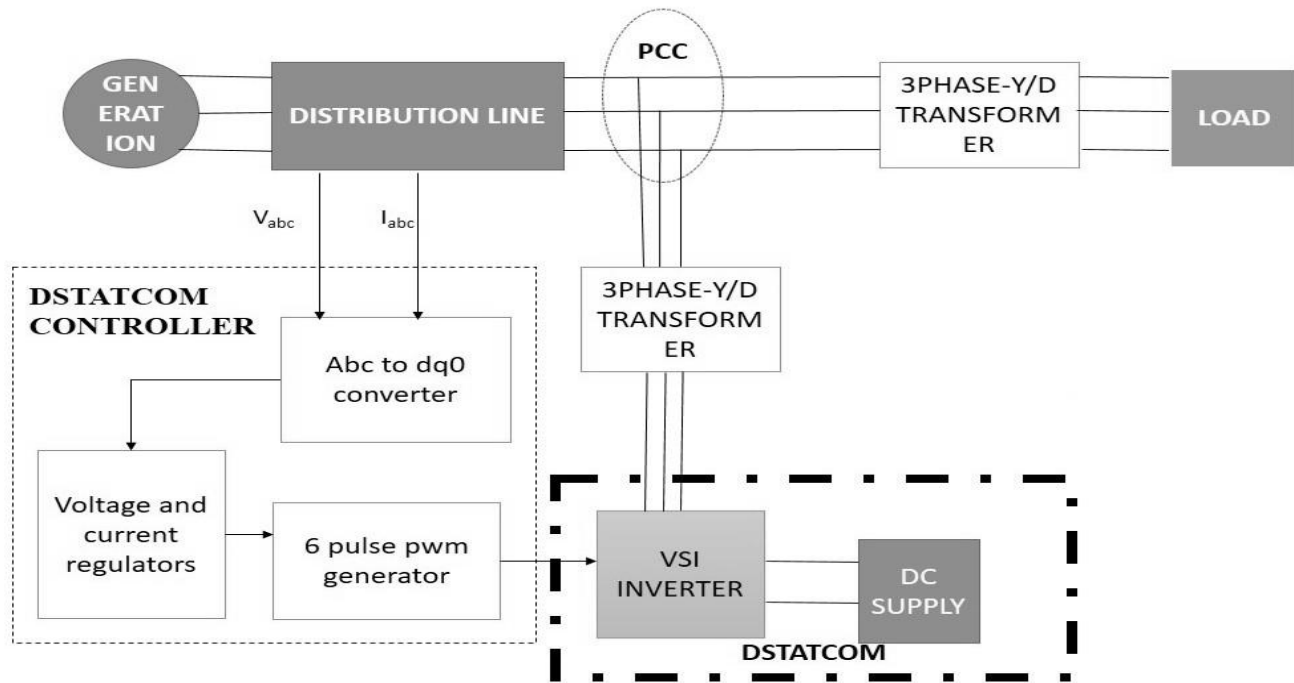 PCC
GEN
ERAT
ION
DISTRIBUTION LINE
3PHASE-Y/D
TRANSFORM
ER
LOAD
Vabc
Iabc
DSTATCOM
CONTROLLER
3PHASE-Y/D
TRANSFORM
ER
Abc to dq0
converter
Voltage and
current
regulators
6 pulse pwm
generator
VSI
INVERTER
DC
SUPPLY
DSTATCOM